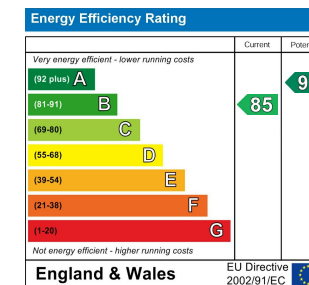 Energy Efficiency Rating
Current
Very energy efficient - lower running costs
(92 plus) A
(81-91) B
85
(69-80) C
(55-68) D
(39-54) E
(21-38) F
(1-20) G
Not energy efficient - higher running costs
England & Wales
EU Directive
2002/91/EC